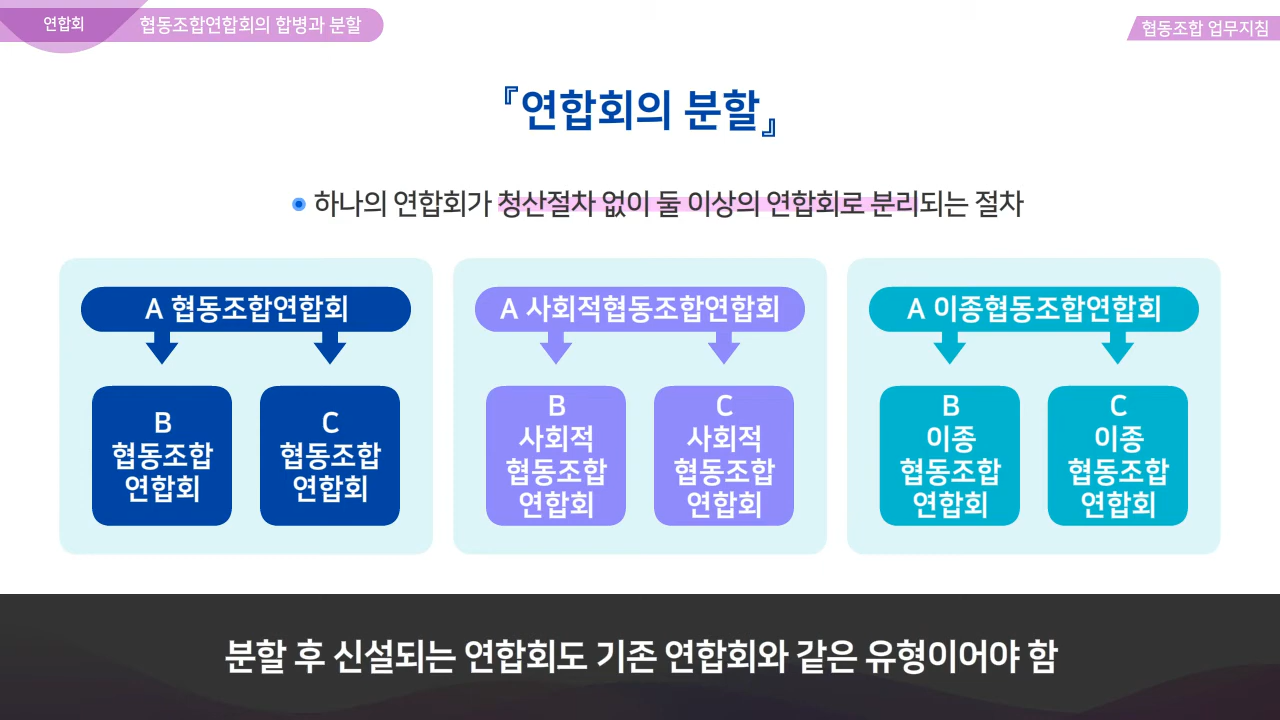 연합회
협동조합연합회의 합병과 분할
협동조합 업무지침
『연합회의 분할』
하나의 연합회가 청산절차 없이 둘 이상의 연합회로 분리되는 절차
A 협동조합연합회
B
협동조합
연합회
C
협동조합
연합회
A 사회적협동조합연합회
B
사회적
협동조합
연합회
C
사회적
협동조합
연합회
A 이종협동조합연합회
B
이종
협동조합
연합회
C
이종
협동조합
연합회
분할 후 신설되는 연합회도 기존 연합회와 같은 유형이어야 함